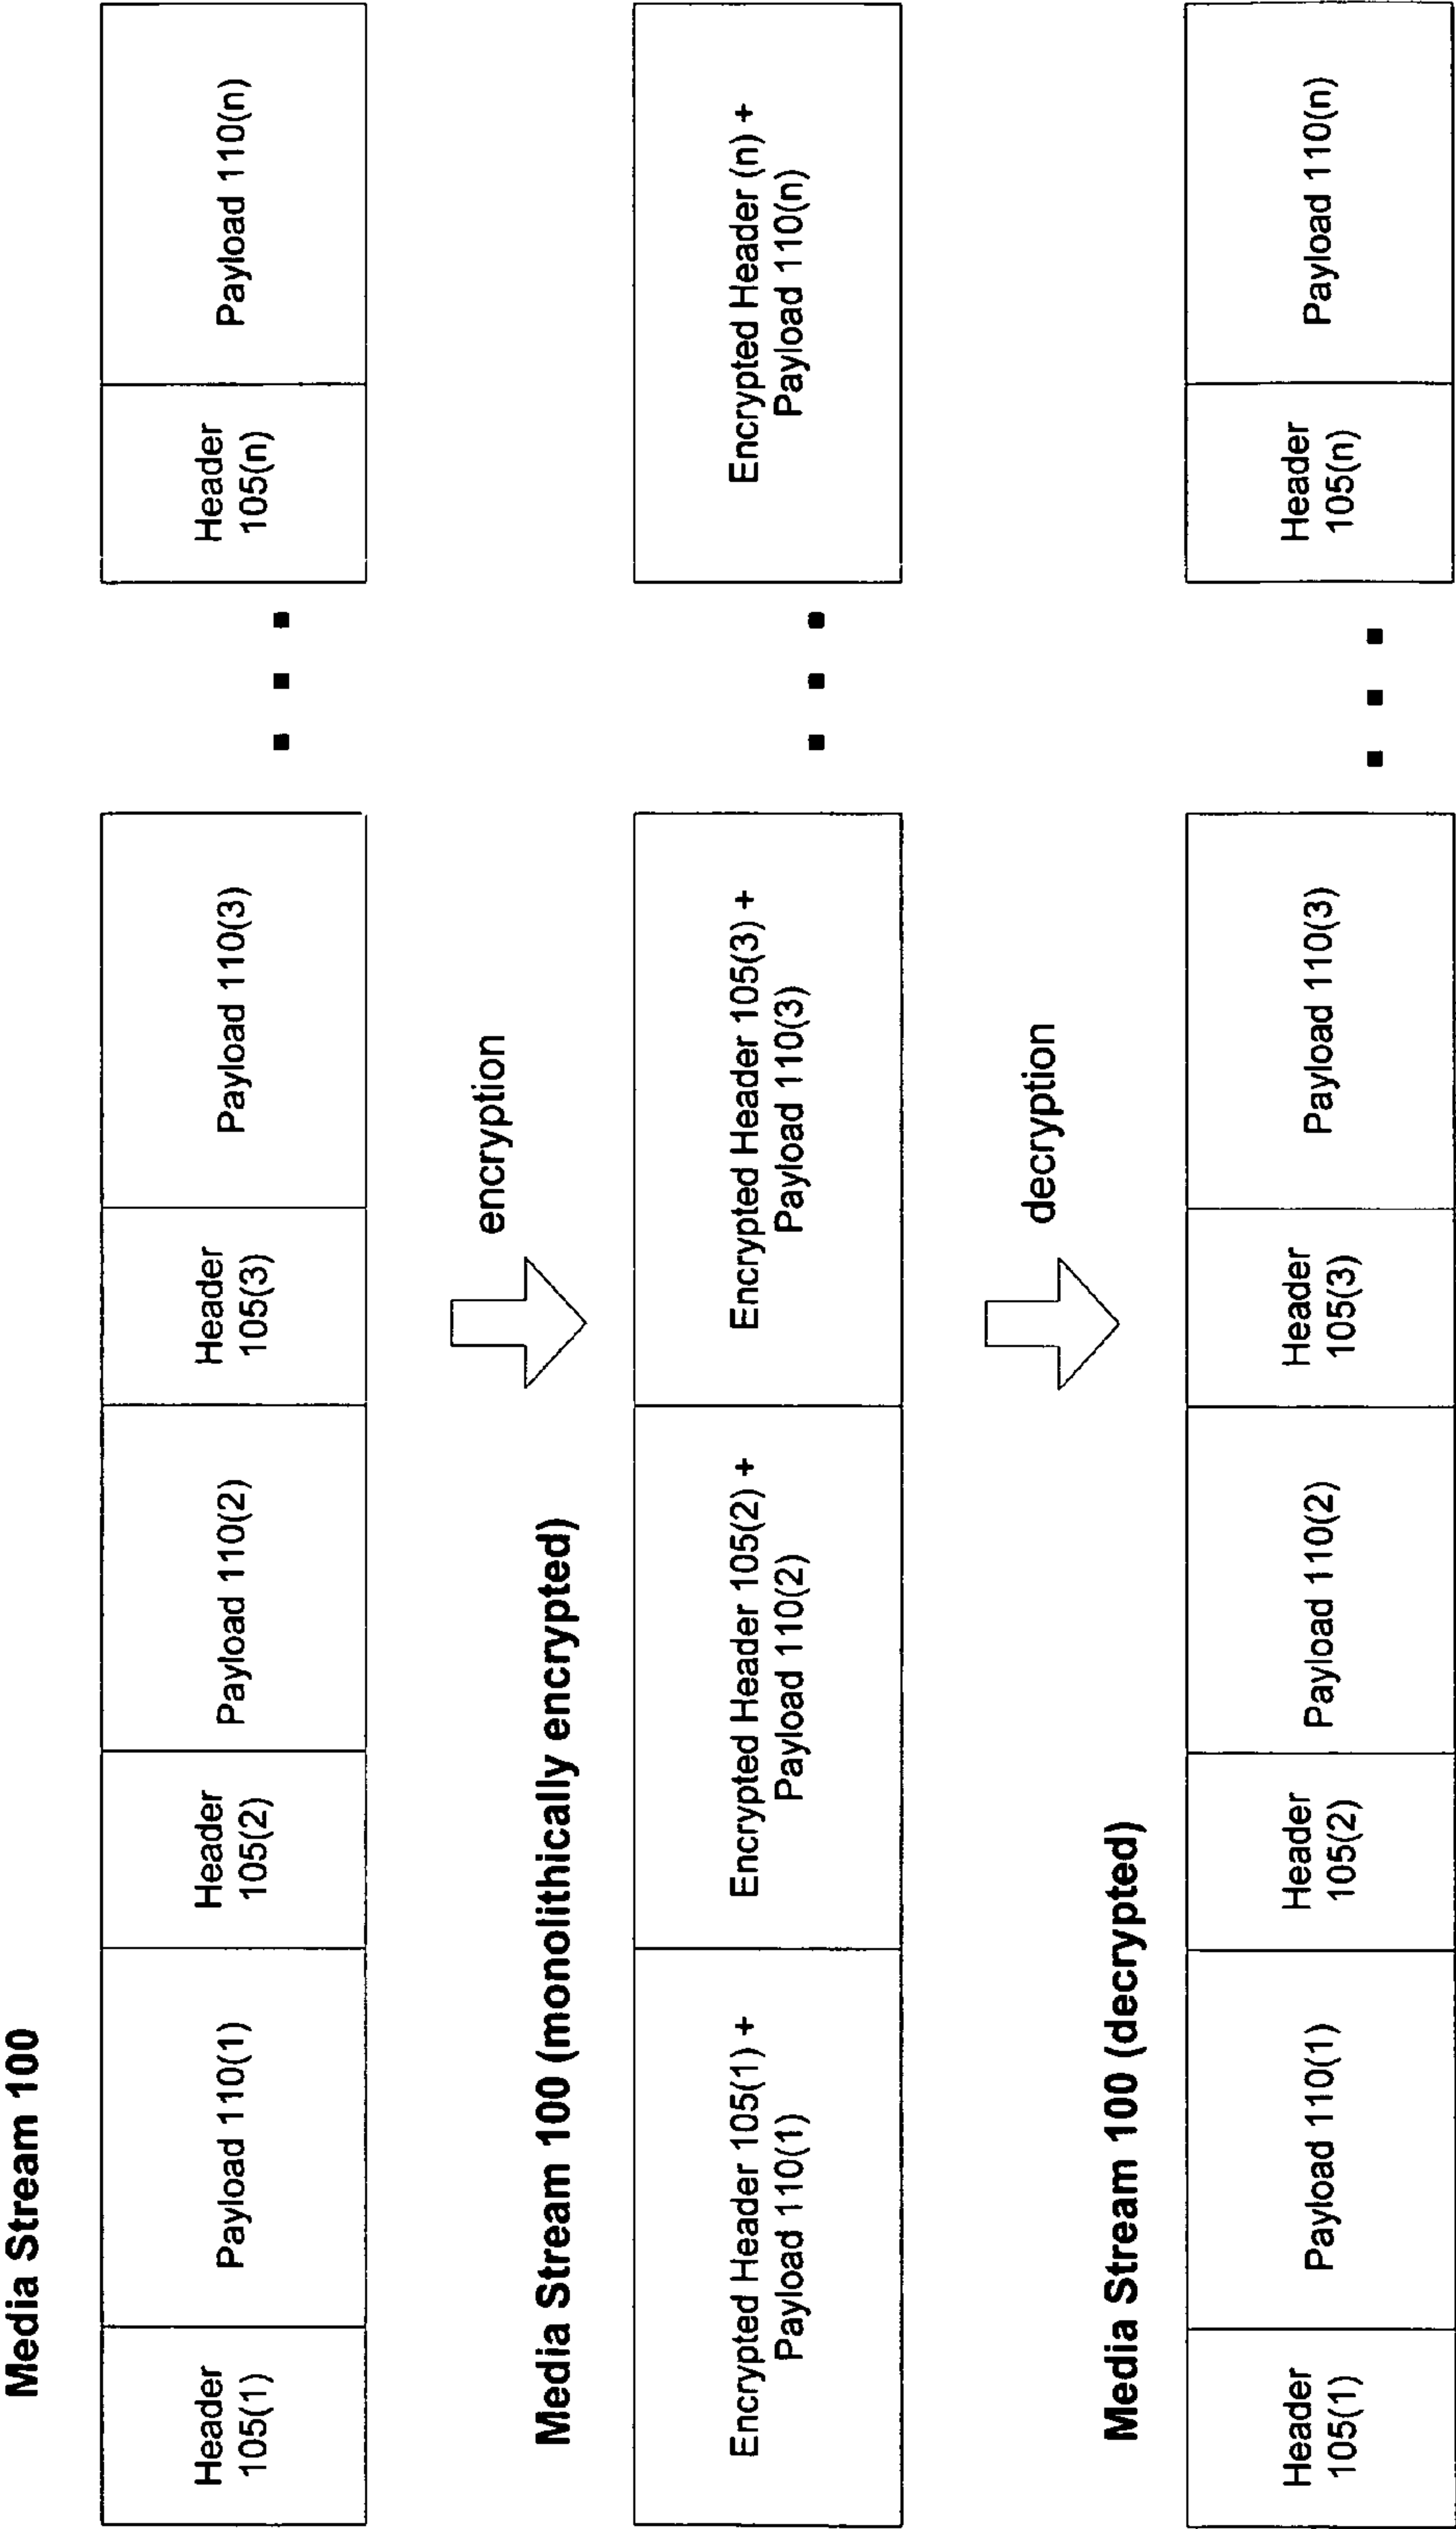 Media Stream 100
Header
105(1)
Payload 110(1)
Header
105(2)
Payload 110(2)
Header
105(3)
Payload 110(3)
Header
105(n)
Payload 110(n)
encryption
Media Stream 100 (monolithically encrypted)
Encrypted Header 105(1) +
Payload 110(1)
Encrypted Header 105(2) +
Payload 110(2)
Encrypted Header 105(3) +
Payload 110(3)
Encrypted Header (n) +
Payload 110(n)
decryption
Media Stream 100 (decrypted)
Header
105(1)
Payload 110(1)
Header
105(2)
Payload 110(2)
Header
105(3)
Payload 110(3)
Header
105(n)
Payload 110(n)